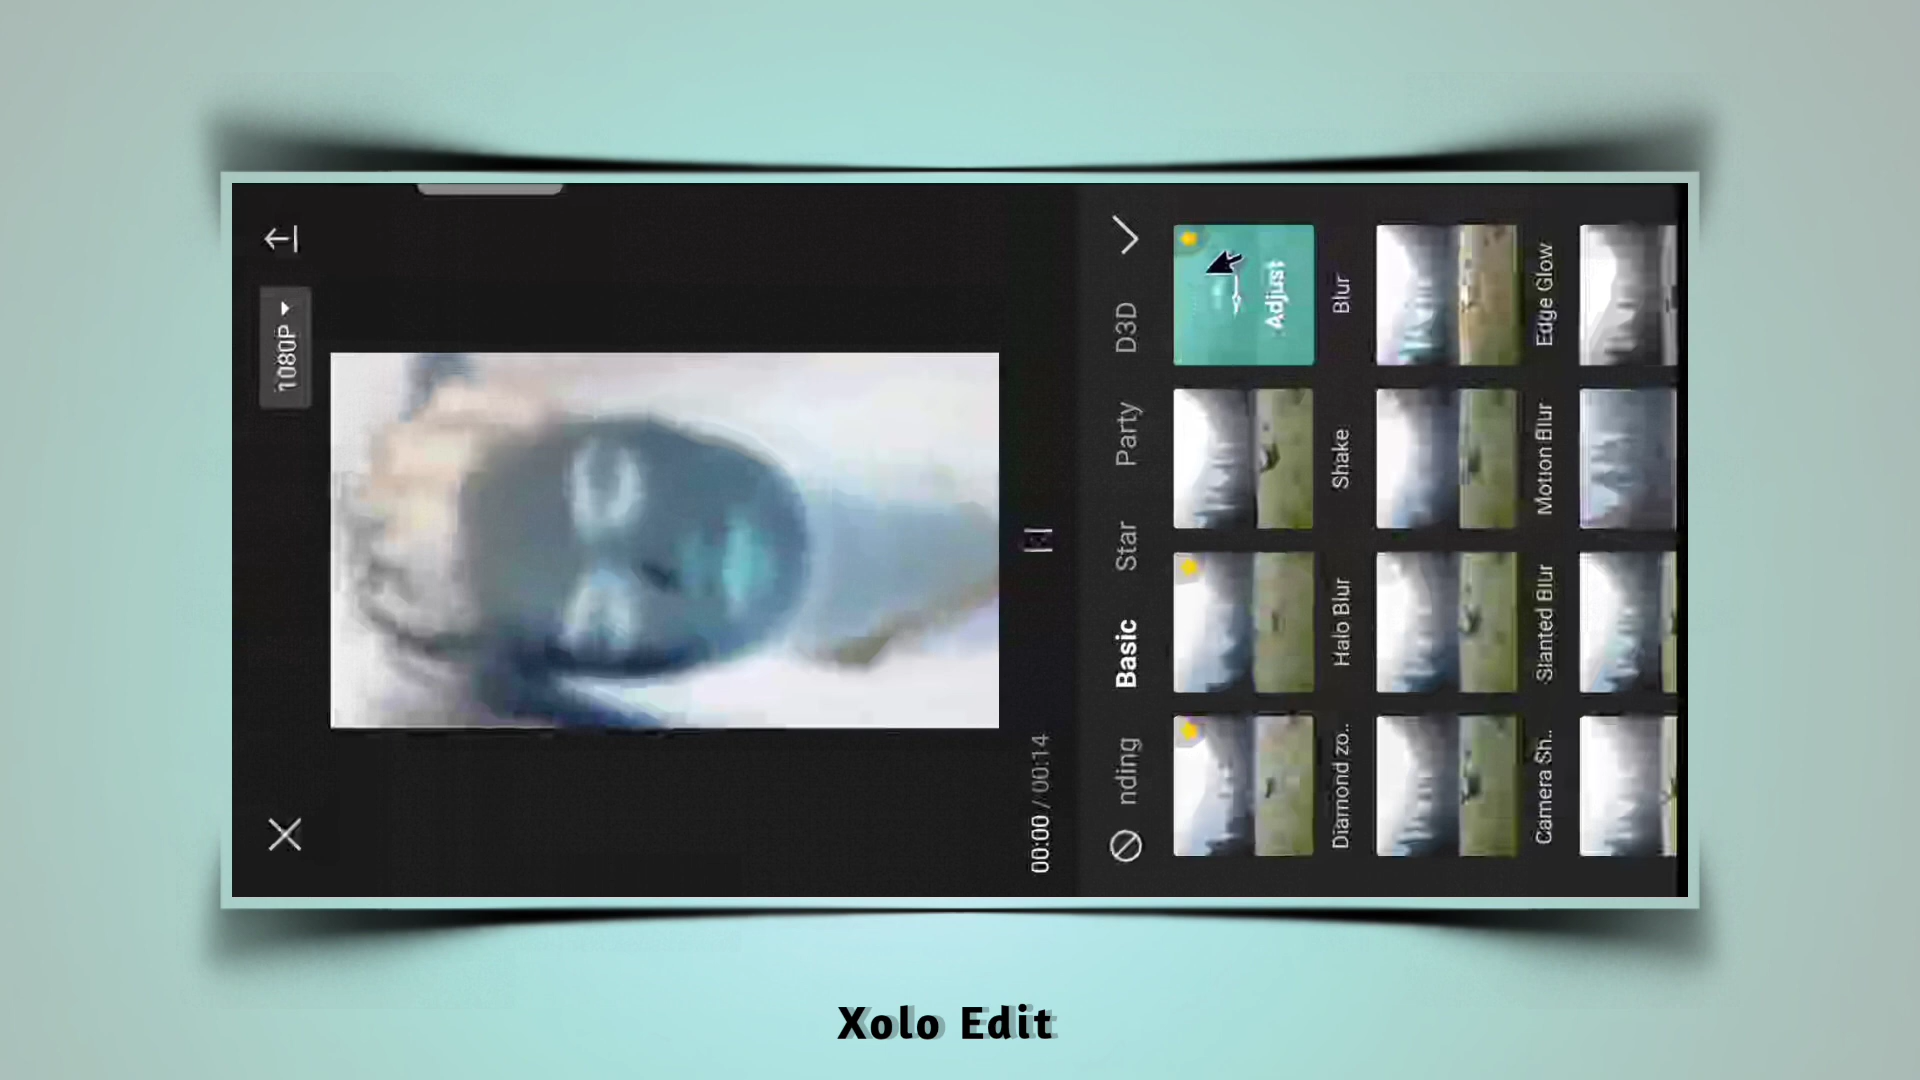 1080P
00:00 / 00:14
nding Basic Star Party D3D
Adjust
Diamond zo.. Halo Blur Shake Blur
Camera Sh.. Slanted Blur Motion Blur Edge Glow
Xolo Edit